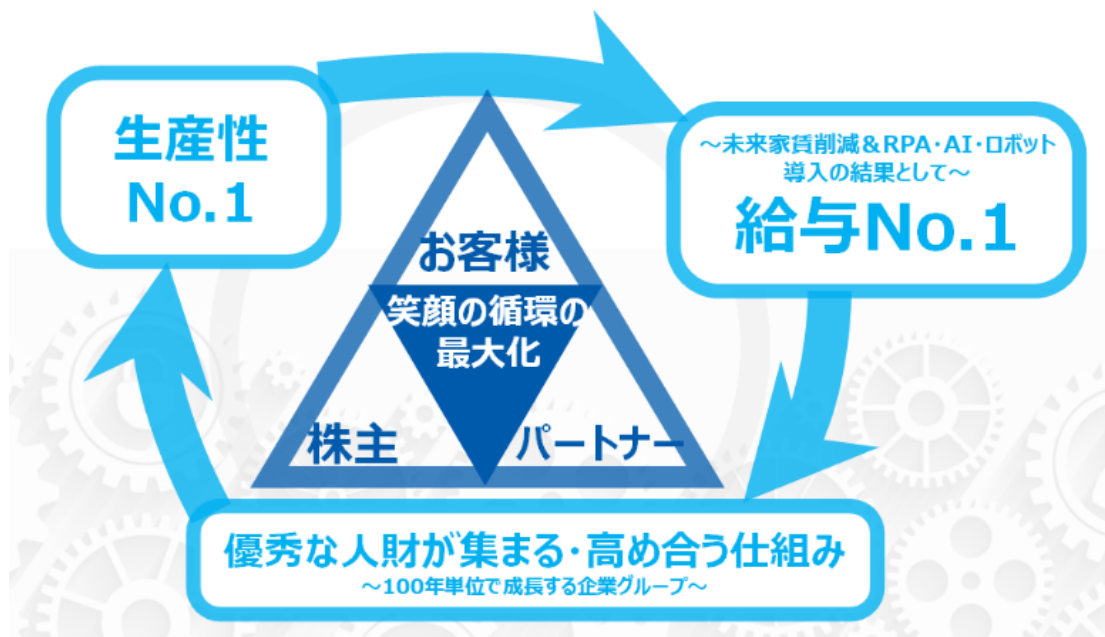 生産性
No.1
～未来家賃削減&RPA・AI・ロボット
導入の結果として～
給与No.1
お客様
笑顔の循環の
最大化
株主
パートナー
優秀な人財が集まる・高め合う仕組み
～100年単位で成長する企業グループ～